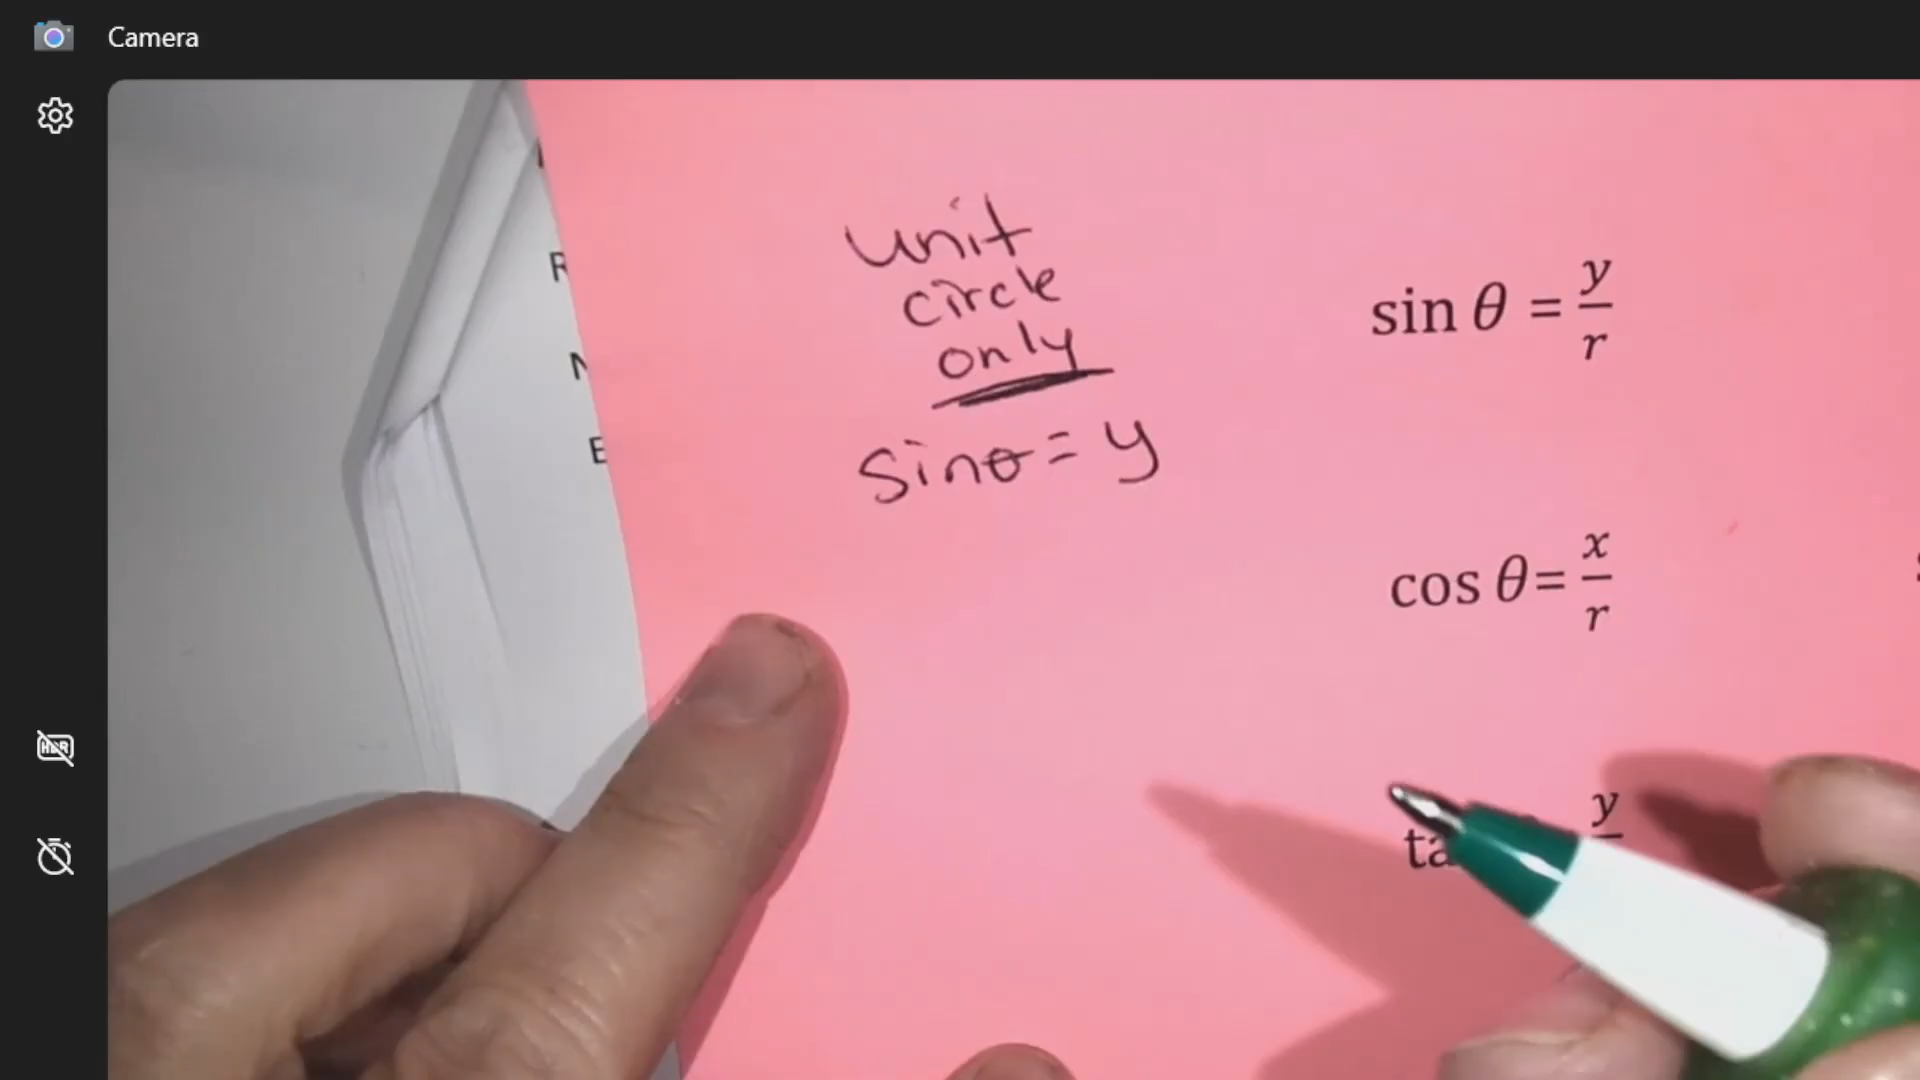 Camera
unit
circle
only
sinθ = y
sin θ = y/r
cos θ= x/r
y